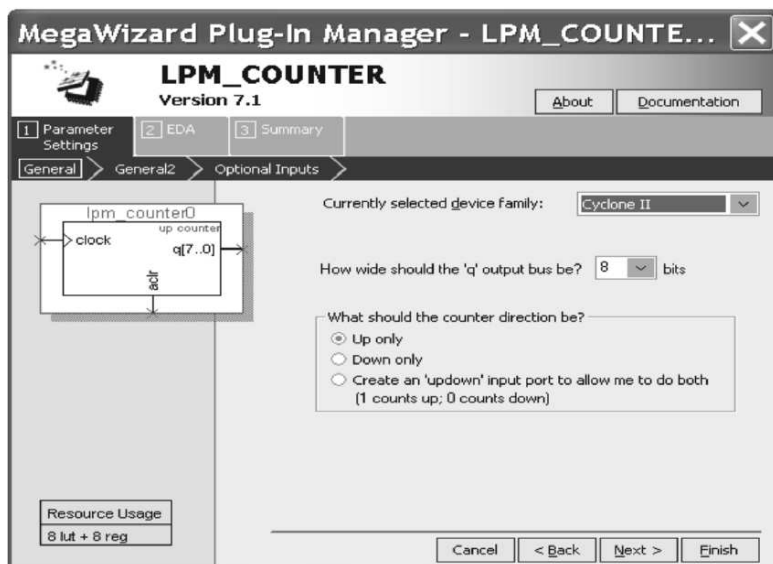 MegaWizard Plug-In Manager - LPM_COUNTE...
LPM_COUNTER
Version 7.1
About
Documentation
1 Parameter Settings
2 EDA
3 Summary
General
General2
Optional Inputs
lpm_counter0
up counter
clock
q[7..0]
aclr
Currently selected device family:
Cyclone II
How wide should the 'q' output bus be? 8 bits
What should the counter direction be?
Up only
Down only
Create an 'updown' input port to allow me to do both
(1 counts up; 0 counts down)
Resource Usage
8 lut + 8 reg
Cancel
< Back
Next >
Finish